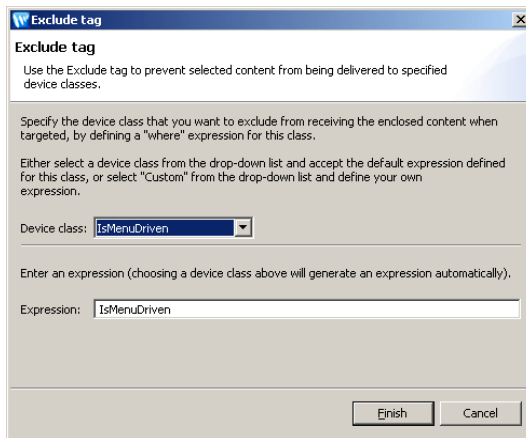 Exclude tag
Exclude tag
Use the Exclude tag to prevent selected content from being delivered to specified
device classes.
Specify the device class that you want to exclude from receiving the enclosed content when
targeted, by defining a "where" expression for this class.
Either select a device class from the drop-down list and accept the default expression defined
for this class, or select "Custom" from the drop-down list and define your own
expression.
Device class: IsMenuDriven
Enter an expression (choosing a device class above will generate an expression automatically).
Expression: IsMenuDriven
Finish Cancel